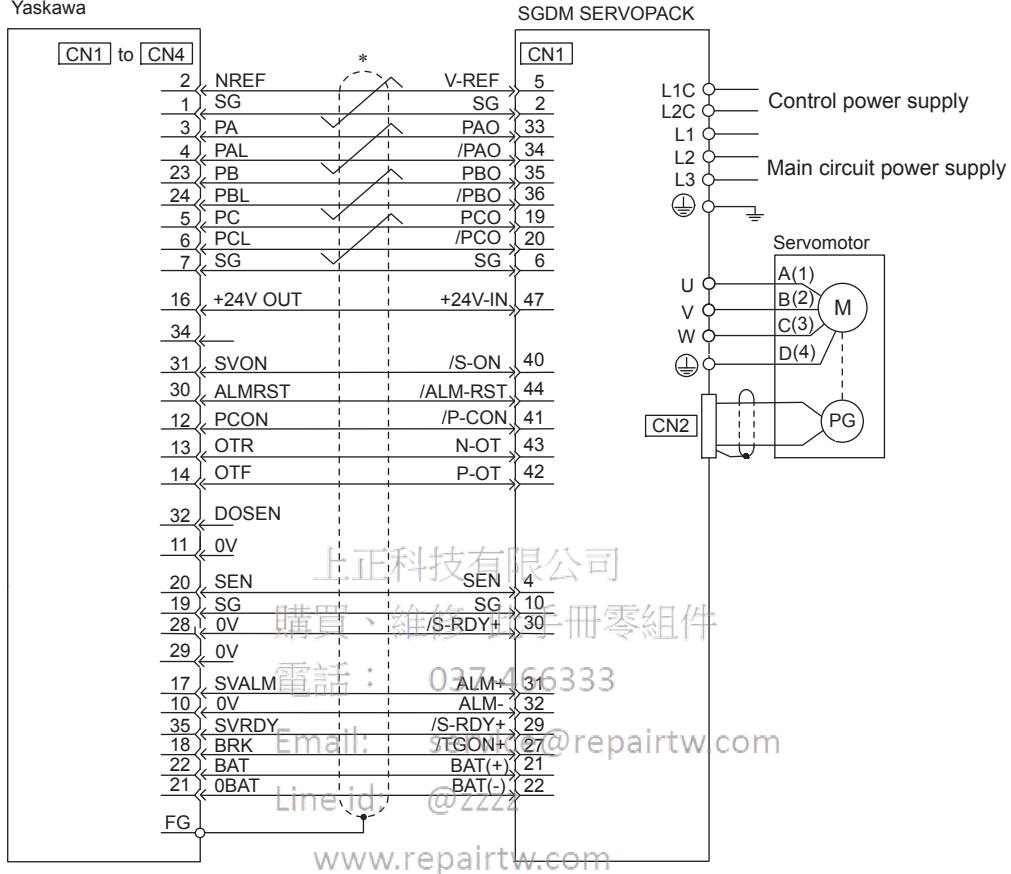 Yaskawa
SGDM SERVOPACK
CN1 to CN4
*
CN1
2 NREF V-REF 5
1 SG SG 2
3 PA PAO 33
4 PAL /PAO 34
23 PB PBO 35
24 PBL /PBO 36
5 PC PCO 19
6 PCL /PCO 20
7 SG SG 6
16 +24V OUT +24V-IN 47
34
31 SVON /S-ON 40
30 ALMRST /ALM-RST 44
12 PCON /P-CON 41
13 OTR N-OT 43
14 OTF P-OT 42
32 DOSEN
11 0V
20 SEN SEN 4
19 SG SG 10
28 0V /S-RDY+ 30
29 0V
17 SVALM ALM+ 31
10 0V ALM- 32
35 SVRDY /S-RDY+ 29
18 BRK /TGON+ 27
22 BAT BAT(+) 21
21 0BAT BAT(-) 22
FG
L1C
L2C
Control power supply
L1
L2
L3
Main circuit power supply
Servomotor
U A(1)
V B(2)
W C(3)
D(4)
M
CN2
PG
上正科技有限公司
購買、維修 此手冊零組件
電話: 037-466333
Email: service@repairtw.com
Line id: @zzzz
www.repairtw.com